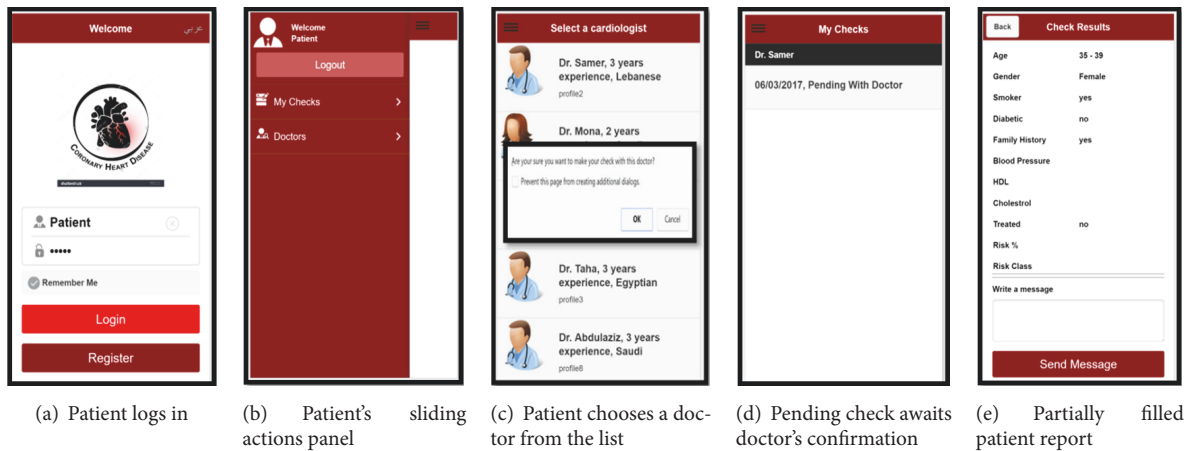 Welcome
عربي
CORONARY HEART DISEASE
shutterstock
Patient
•••••
Remember Me
Login
Register
(a) Patient logs in
Welcome
Patient
Logout
My Checks
Doctors
(b) Patient's sliding
actions panel
Select a cardiologist
Dr. Samer, 3 years
experience, Lebanese
profile2
Dr. Mona, 2 years
Are your sure you want to make your check with this doctor?
Prevent this page from creating additional dialogs.
OK Cancel
Dr. Taha, 3 years
experience, Egyptian
profile3
Dr. Abdulaziz, 3 years
experience, Saudi
profile8
(c) Patient chooses a doc-
tor from the list
My Checks
Dr. Samer
06/03/2017, Pending With Doctor
(d) Pending check awaits
doctor's confirmation
Back Check Results
Age 35 - 39
Gender Female
Smoker yes
Diabetic no
Family History yes
Blood Pressure
HDL
Cholestrol
Treated no
Risk %
Risk Class
Write a message
Send Message
(e) Partially filled
patient report